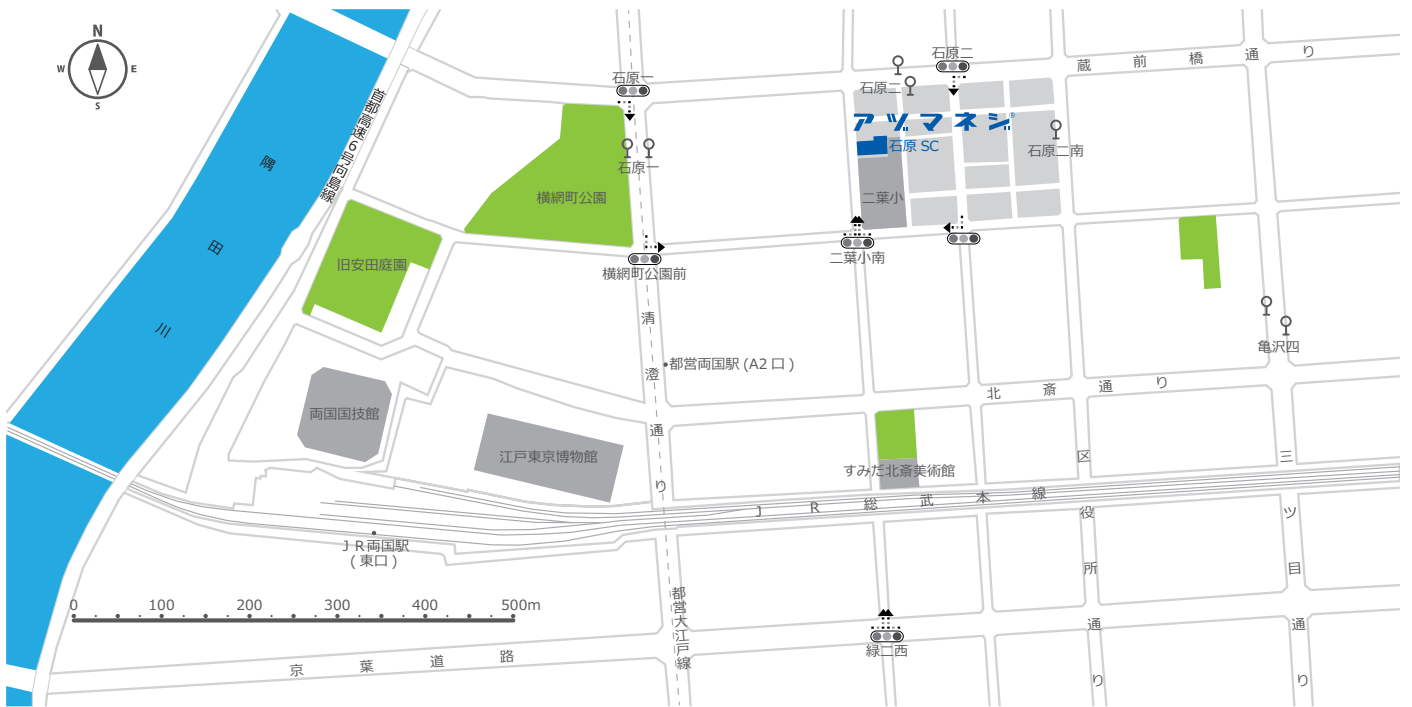 N
W
E
S
石原一
石原二
蔵前橋通り
石原二
アヅマネジ®
石原 SC
石原二南
首都高速6号向島線
隅田川
石原一
横網町公園
二葉小
旧安田庭園
横網町公園前
二葉小南
清澄通り
都営両国駅 (A2 口 )
亀沢四
北斎通り
両国国技館
江戸東京博物館
すみだ北斎美術館
区役所通り
三ツ目通り
ＪＲ総武本線
ＪＲ両国駅
( 東口 )
0 100 200 300 400 500m
都営大江戸線
緑二西
京葉道路